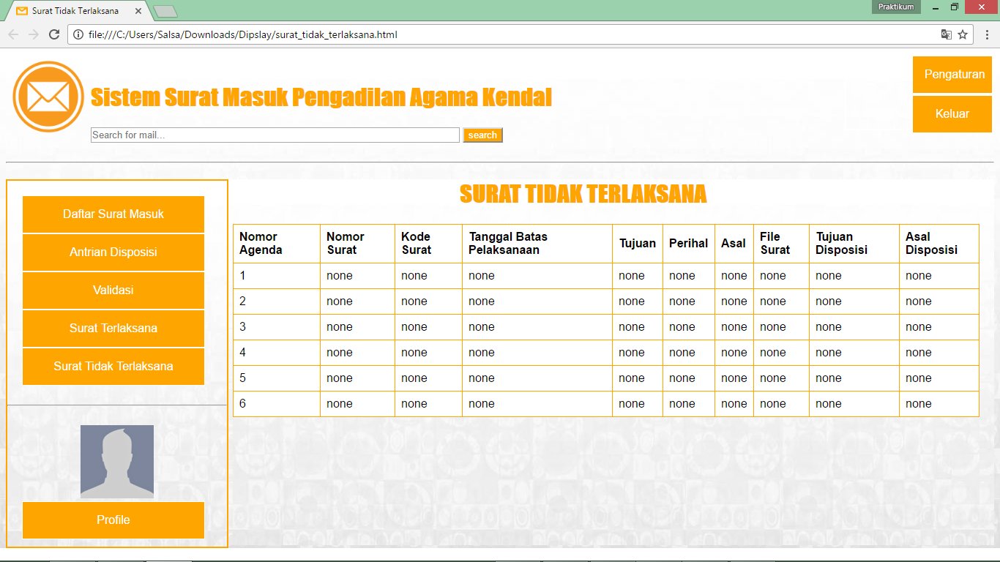 Surat Tidak Terlaksana
Praktikum
file:///C:/Users/Salsa/Downloads/Dipslay/surat_tidak_terlaksana.html
Sistem Surat Masuk Pengadilan Agama Kendal
Pengaturan
Keluar
Search for mail... search
Daftar Surat Masuk
Antrian Disposisi
Validasi
Surat Terlaksana
Surat Tidak Terlaksana
Profile
SURAT TIDAK TERLAKSANA
Nomor Agenda Nomor Surat Kode Surat Tanggal Batas Pelaksanaan Tujuan Perihal Asal File Surat Tujuan Disposisi Asal Disposisi
1 none none none none none none none none none
2 none none none none none none none none none
3 none none none none none none none none none
4 none none none none none none none none none
5 none none none none none none none none none
6 none none none none none none none none none